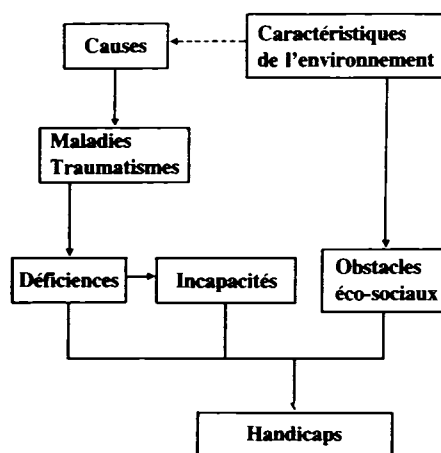 Causes
Caractéristiques
de l'environnement
Maladies
Traumatismes
Déficiences
Incapacités
Obstacles
éco-sociaux
Handicaps